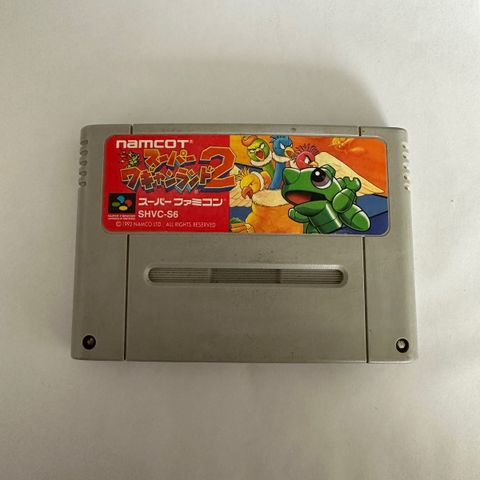 namcot
スーパー
ワギャンランド2
スーパーファミコン
SHVC-S6
© 1993 NAMCO LTD., ALL RIGHTS RESERVED